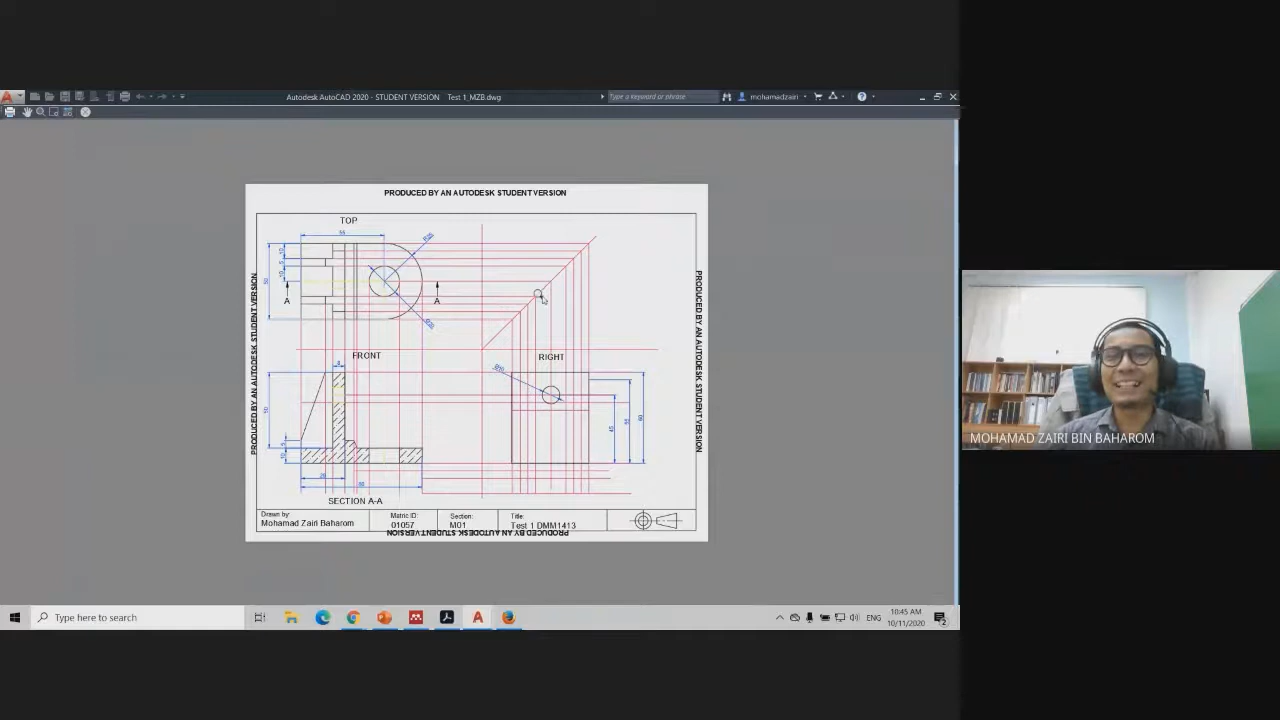 Autodesk AutoCAD 2020 - STUDENT VERSION Test 1_MZB.dwg
Type a keyword or phrase
mohamadzairi
PRODUCED BY AN AUTODESK STUDENT VERSION
TOP
A
A
FRONT
RIGHT
SECTION A-A
PRODUCED BY AN AUTODESK STUDENT VERSION
PRODUCED BY AN AUTODESK STUDENT VERSION
Drawn by:
Mohamad Zairi Baharom
Matric ID:
01057
Section:
M01
Title:
Test 1 DMM1413
PRODUCED BY AN AUTODESK STUDENT VERSION
MOHAMAD ZAIRI BIN BAHAROM
Type here to search
ENG
10:45 AM
10/11/2020